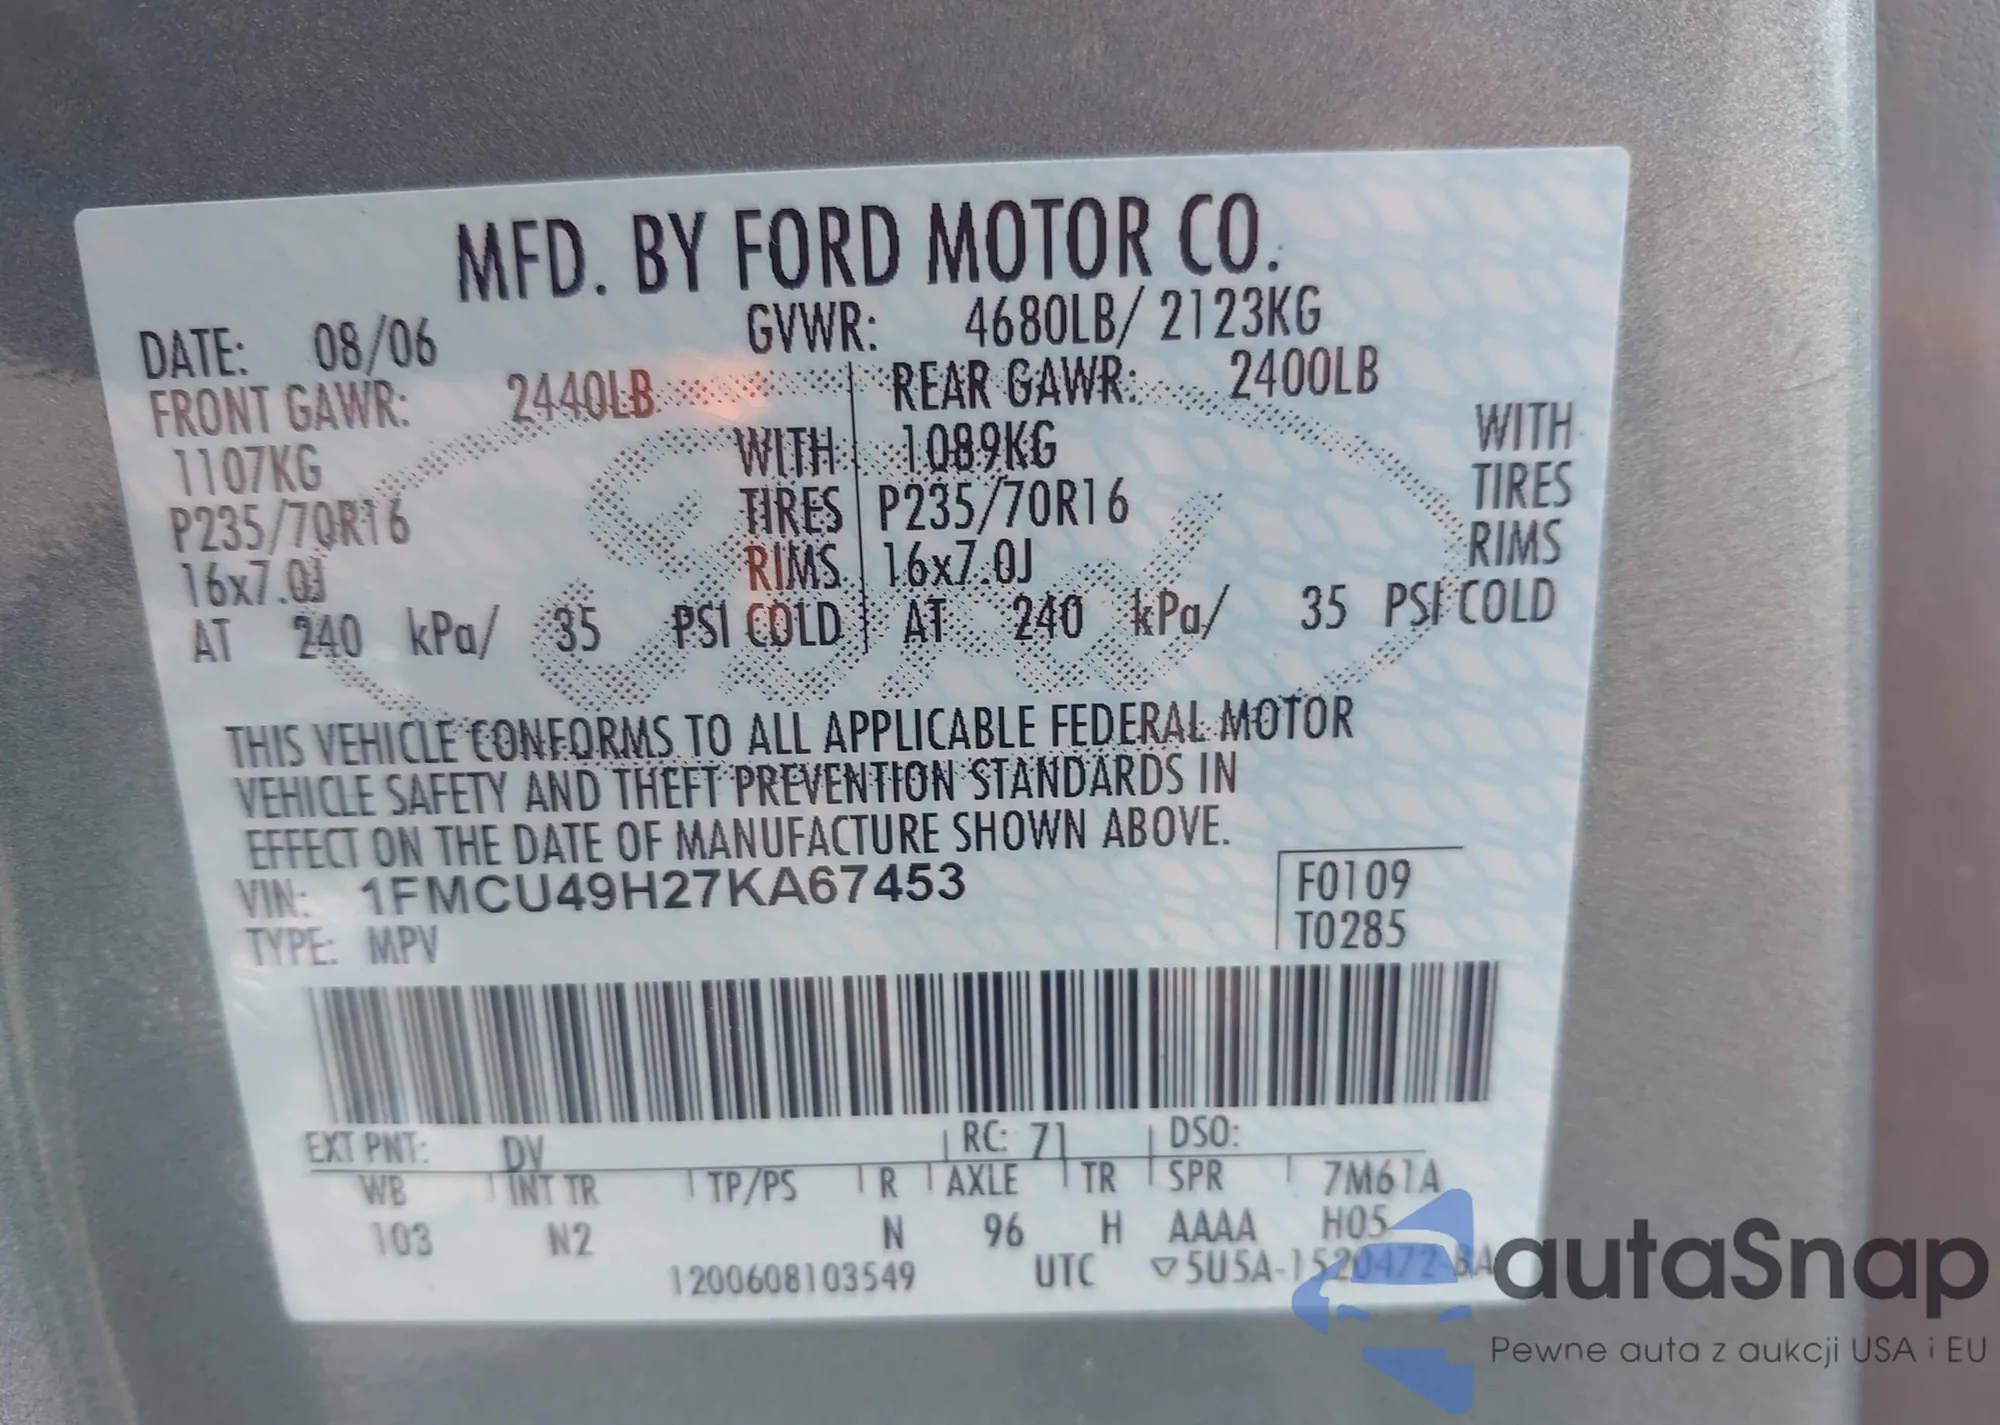 MFD. BY FORD MOTOR CO.
DATE: 08/06 GVWR: 4680LB/ 2123KG
FRONT GAWR: 2440LB REAR GAWR: 2400LB
1107KG WITH 1089KG WITH
P235/70R16 TIRES P235/70R16 TIRES
16x7.0J RIMS 16x7.0J RIMS
AT 240 kPa/ 35 PSI COLD AT 240 kPa/ 35 PSI COLD
THIS VEHICLE CONFORMS TO ALL APPLICABLE FEDERAL MOTOR
VEHICLE SAFETY AND THEFT PREVENTION STANDARDS IN
EFFECT ON THE DATE OF MANUFACTURE SHOWN ABOVE.
VIN: 1FMCU49H27KA67453 F0109
TYPE: MPV T0285
EXT PNT: DV RC: 71 DSO:
WB INT TR TP/PS R AXLE TR SPR 7M61A
103 N2 N 96 H AAAA H05
1200608103549 UTC ▽5U5A-1520472-BA
autaSnap
Pewne auta z aukcji USA i EU